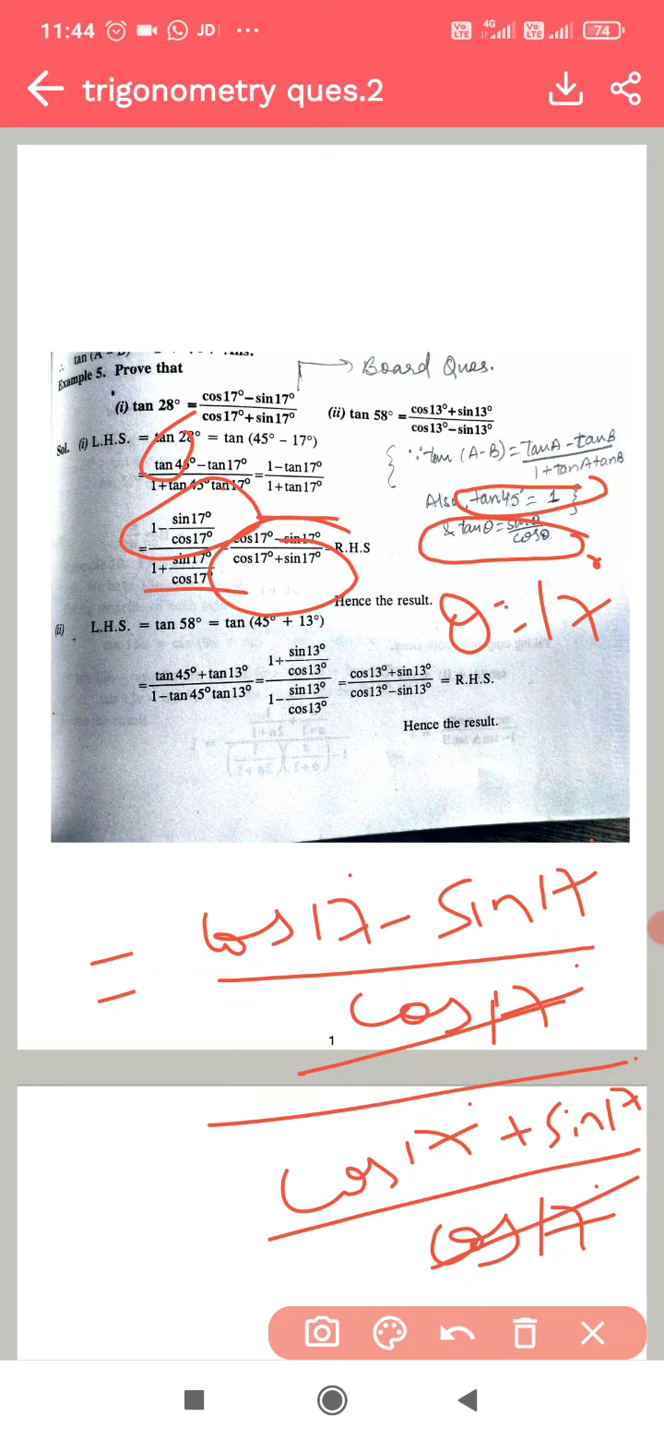 11:44 JD ... Vo LTE 4G Vo LTE 74
trigonometry ques.2
tan (A
Example 5. Prove that
Board Ques.
(i) tan 28° = cos 17° − sin 17° / cos 17° + sin 17° (ii) tan 58° = cos 13° + sin 13° / cos 13° − sin 13°
Sol. (i) L.H.S. = tan 28° = tan (45° − 17°)
{ ∵ tan (A-B) = TanA - tanB / 1 + tanA tanB
= tan 45° − tan 17° / 1 + tan 45° tan 17° = 1 − tan 17° / 1 + tan 17°
Also, tan45° = 1 }
& tanθ = sinθ / cosθ
= 1 − sin 17° / cos 17° / 1 + sin 17° / cos 17° = cos 17° − sin 17° / cos 17° + sin 17° = R.H.S
Hence the result.
θ = 17
(ii) L.H.S. = tan 58° = tan (45° + 13°)
= tan 45° + tan 13° / 1 − tan 45° tan 13° = 1 + sin 13° / cos 13° / 1 − sin 13° / cos 13° = cos 13° + sin 13° / cos 13° − sin 13° = R.H.S.
Hence the result.
= cos 17 − sin 17
cos 17
1
cos 17 + sin 17
cos 17